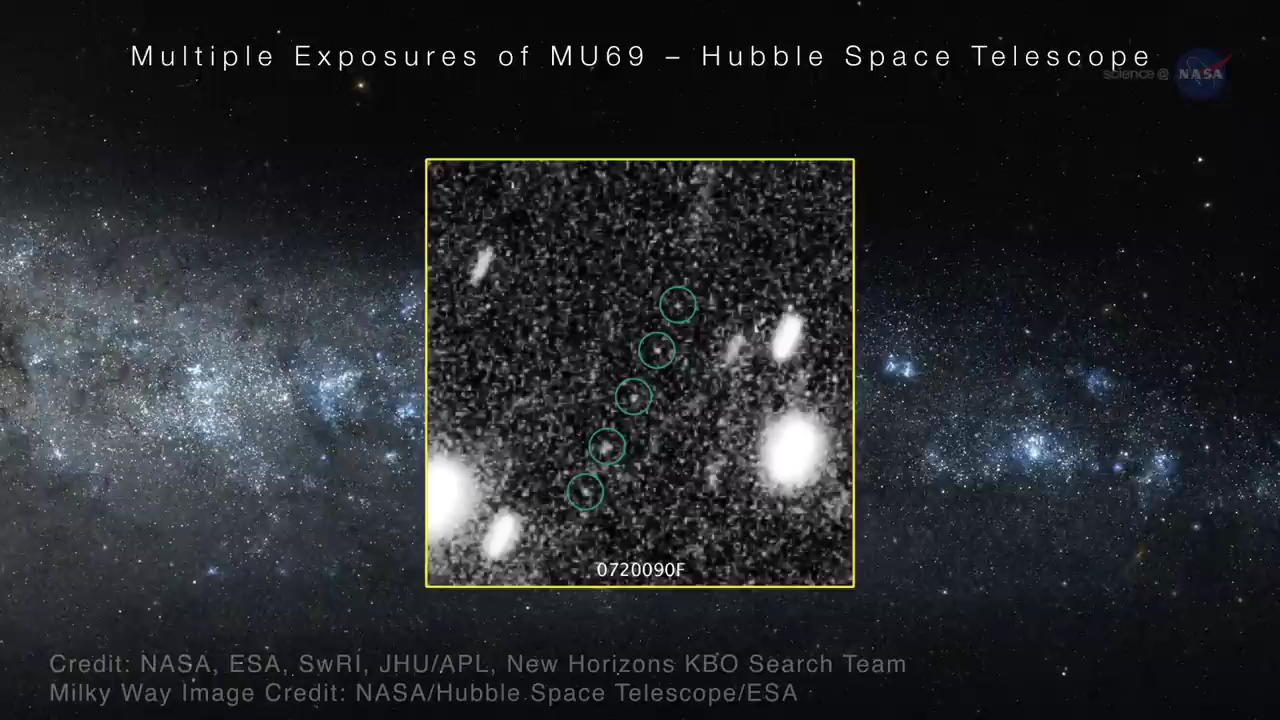 Multiple Exposures of MU69 – Hubble Space Telescope
science@ NASA
0720090F
Credit: NASA, ESA, SwRI, JHU/APL, New Horizons KBO Search Team
Milky Way Image Credit: NASA/Hubble Space Telescope/ESA